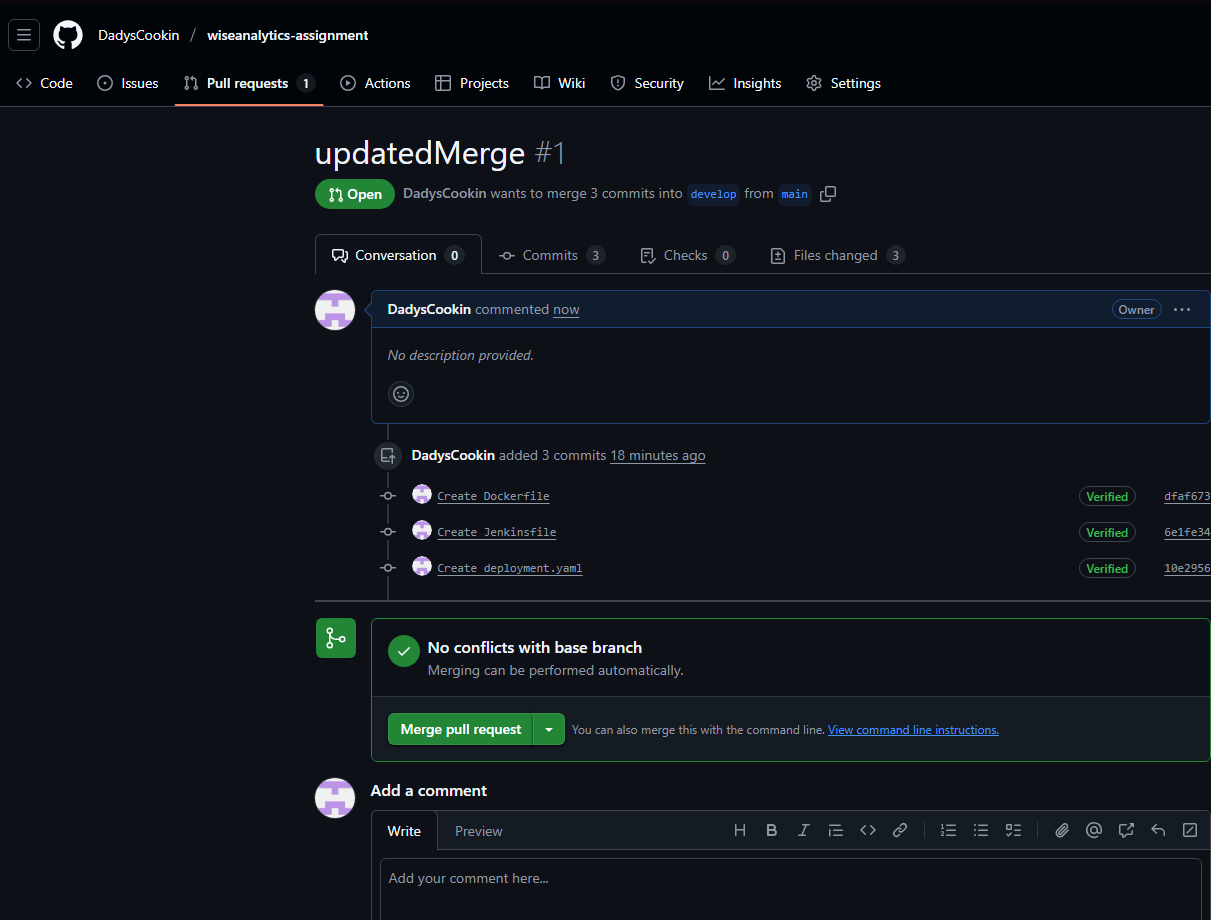 DadysCookin / wiseanalytics-assignment
Code Issues Pull requests 1 Actions Projects Wiki Security Insights Settings
updatedMerge #1
Open DadysCookin wants to merge 3 commits into develop from main
Conversation 0 Commits 3 Checks 0 Files changed 3
DadysCookin commented now Owner
No description provided.
DadysCookin added 3 commits 18 minutes ago
Create Dockerfile Verified dfaf673
Create Jenkinsfile Verified 6e1fe34
Create deployment.yaml Verified 10e2956
No conflicts with base branch
Merging can be performed automatically.
Merge pull request You can also merge this with the command line. View command line instructions.
Add a comment
Write Preview
Add your comment here...